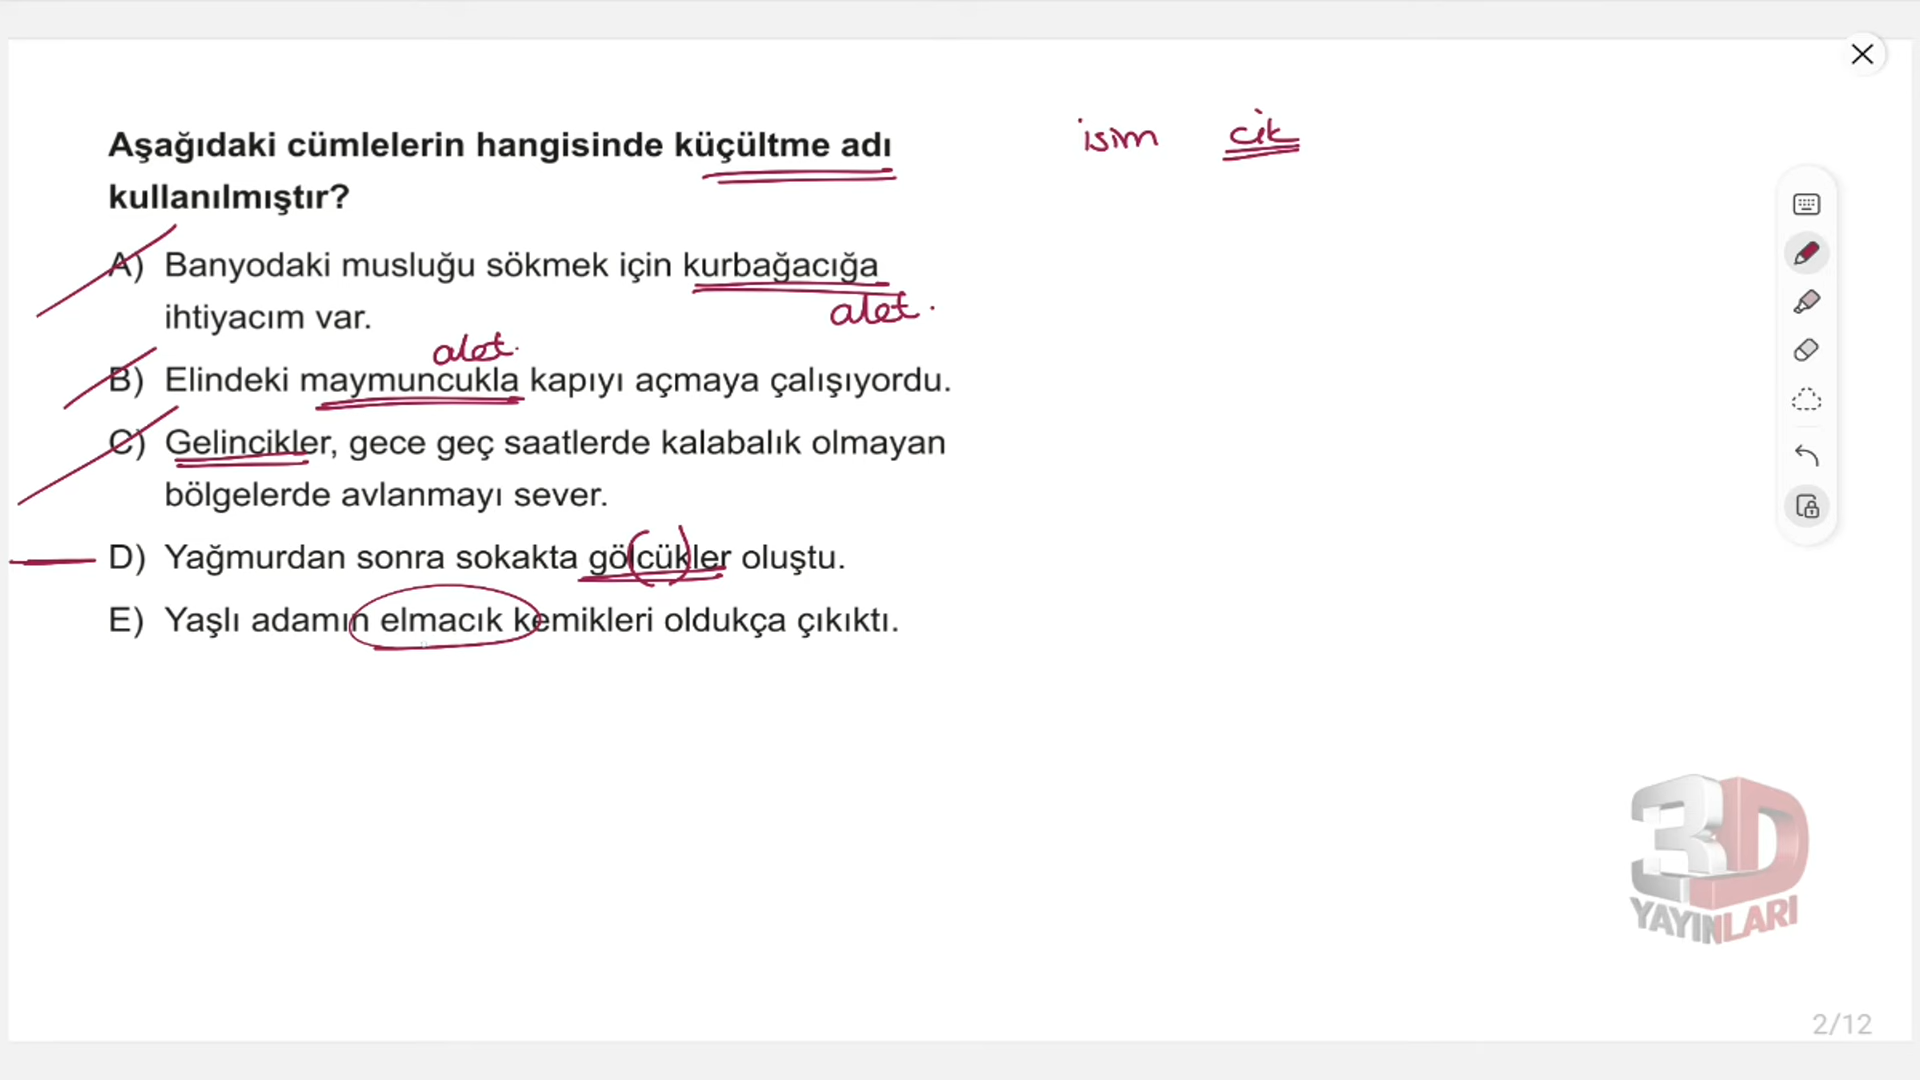 Aşağıdaki cümlelerin hangisinde küçültme adı
kullanılmıştır?
isim cik
A) Banyodaki musluğu sökmek için kurbağacığa
ihtiyacım var.
alet.
alet.
B) Elindeki maymuncukla kapıyı açmaya çalışıyordu.
C) Gelincikler, gece geç saatlerde kalabalık olmayan
bölgelerde avlanmayı sever.
D) Yağmurdan sonra sokakta gölcükler oluştu.
E) Yaşlı adamın elmacık kemikleri oldukça çıkıktı.
3D
YAYINLARI
2/12